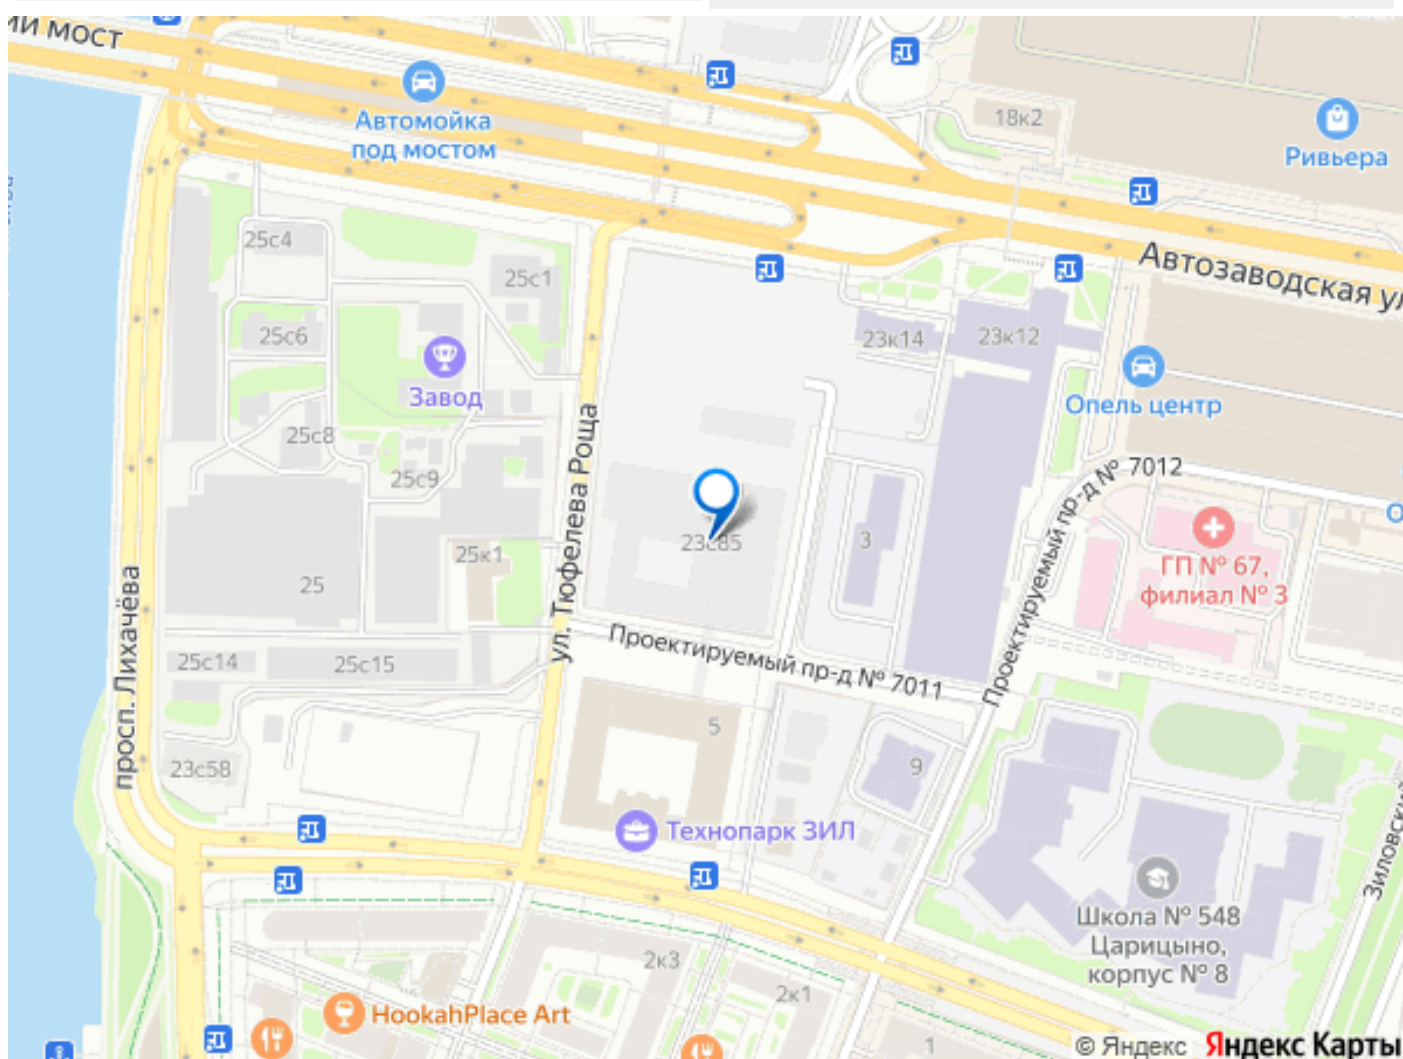 ий мост
Автомойка
под мостом
18к2
Ривьера
Автозаводская ул
25с4
25с1
25с6
Завод
25с8
25с9
23к14
23к12
Опель центр
ул. Тюфелева Роща
Проектируемый пр-д № 7012
23с85
3
25к1
25
ГП № 67,
филиал № 3
просп. Лихачёва
25с14
25с15
Проектируемый пр-д № 7011
5
9
23с58
Технопарк ЗИЛ
Зиловский
Школа № 548
Царицыно,
корпус № 8
2к3
2к1
HookahPlace Art
1
© Яндекс Яндекс Карты